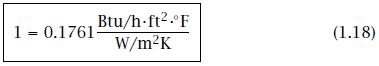 1 = 0.1761 Btu/h·ft²·°F / W/m²K (1.18)